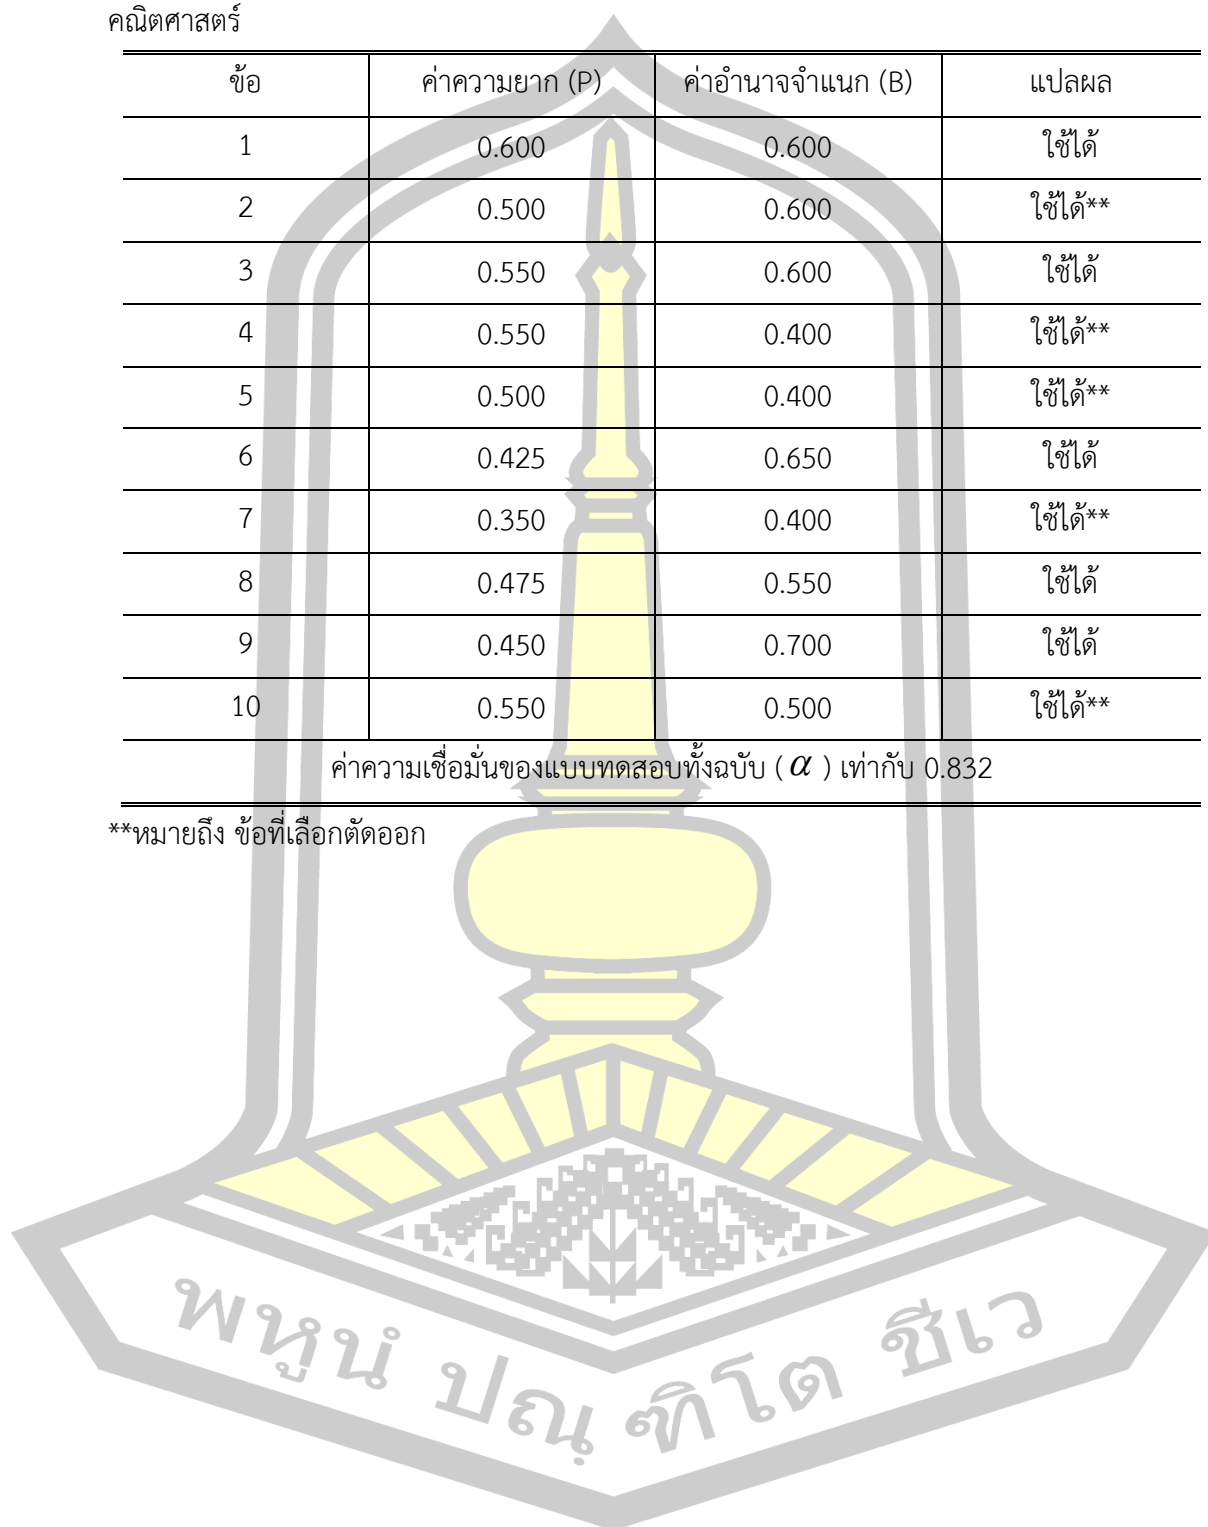 คณิตศาสตร์
ข้อ ค่าความยาก (P) ค่าอำนาจจำแนก (B) แปลผล
1 0.600 0.600 ใช้ได้
2 0.500 0.600 ใช้ได้**
3 0.550 0.600 ใช้ได้
4 0.550 0.400 ใช้ได้**
5 0.500 0.400 ใช้ได้**
6 0.425 0.650 ใช้ได้
7 0.350 0.400 ใช้ได้**
8 0.475 0.550 ใช้ได้
9 0.450 0.700 ใช้ได้
10 0.550 0.500 ใช้ได้**
ค่าความเชื่อมั่นของแบบทดสอบทั้งฉบับ ( α ) เท่ากับ 0.832
**หมายถึง ข้อที่เลือกตัดออก
พหูนํ ปณฺฑิโต ชีเว